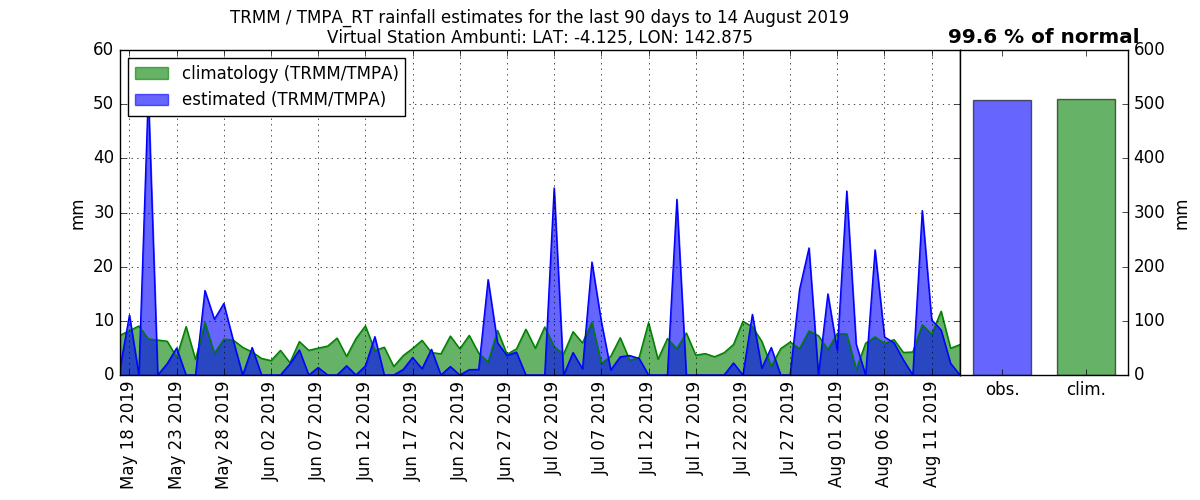 TRMM / TMPA_RT rainfall estimates for the last 90 days to 14 August 2019
Virtual Station Ambunti: LAT: -4.125, LON: 142.875
99.6 % of normal
climatology (TRMM/TMPA)
estimated (TRMM/TMPA)
60
50
40
30
20
10
0
mm
600
500
400
300
200
100
0
mm
May 18 2019
May 23 2019
May 28 2019
Jun 02 2019
Jun 07 2019
Jun 12 2019
Jun 17 2019
Jun 22 2019
Jun 27 2019
Jul 02 2019
Jul 07 2019
Jul 12 2019
Jul 17 2019
Jul 22 2019
Jul 27 2019
Aug 01 2019
Aug 06 2019
Aug 11 2019
obs.
clim.